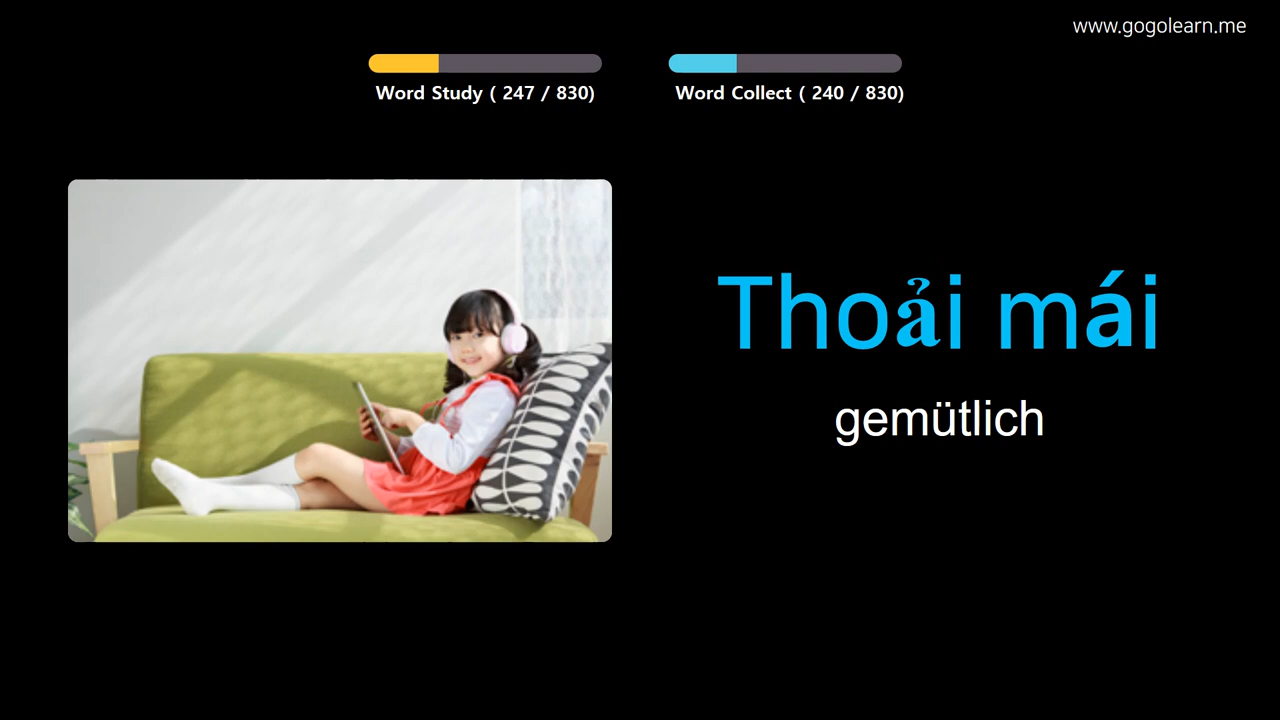 www.gogolearn.me
Word Study ( 247 / 830)
Word Collect ( 240 / 830)
Thoải mái
gemütlich